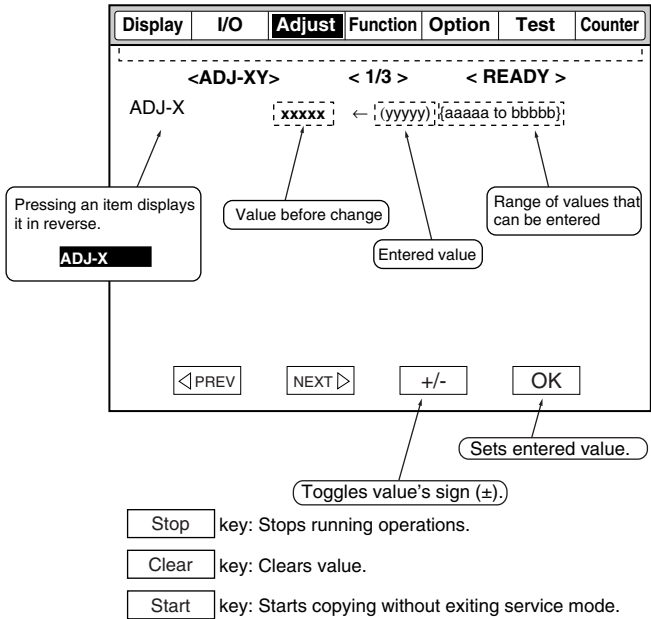 Display I/O Adjust Function Option Test Counter
<ADJ-XY> < 1/3 > < READY >
ADJ-X xxxxx ← (yyyyy) {aaaaa to bbbbb}
Pressing an item displays
it in reverse.
ADJ-X
Value before change
Entered value
Range of values that
can be entered
PREV NEXT +/- OK
Sets entered value.
Toggles value's sign (±).
Stop key: Stops running operations.
Clear key: Clears value.
Start key: Starts copying without exiting service mode.